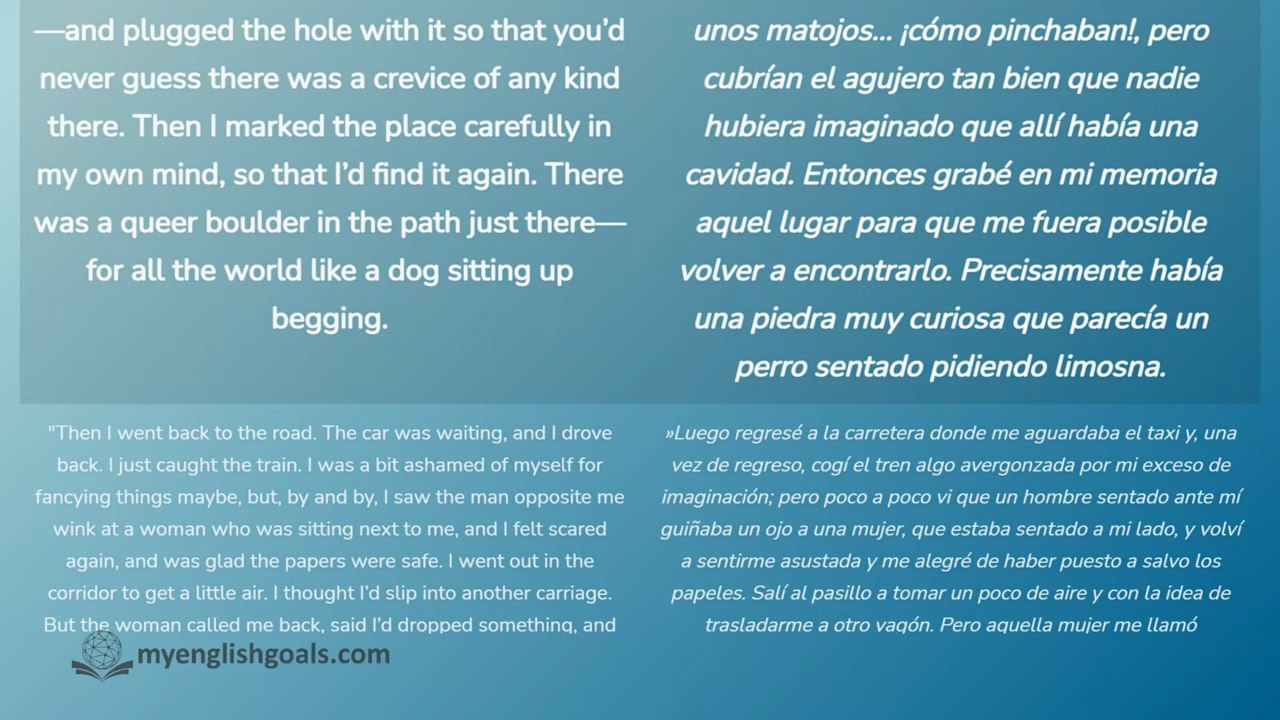 —and plugged the hole with it so that you’d
never guess there was a crevice of any kind
there. Then I marked the place carefully in
my own mind, so that I’d find it again. There
was a queer boulder in the path just there—
for all the world like a dog sitting up
begging.
unos matojos... ¡cómo pinchaban!, pero
cubrían el agujero tan bien que nadie
hubiera imaginado que allí había una
cavidad. Entonces grabé en mi memoria
aquel lugar para que me fuera posible
volver a encontrarlo. Precisamente había
una piedra muy curiosa que parecía un
perro sentado pidiendo limosna.
"Then I went back to the road. The car was waiting, and I drove
back. I just caught the train. I was a bit ashamed of myself for
fancying things maybe, but, by and by, I saw the man opposite me
wink at a woman who was sitting next to me, and I felt scared
again, and was glad the papers were safe. I went out in the
corridor to get a little air. I thought I’d slip into another carriage.
But the woman called me back, said I’d dropped something, and
»Luego regresé a la carretera donde me aguardaba el taxi y, una
vez de regreso, cogí el tren algo avergonzada por mi exceso de
imaginación; pero poco a poco vi que un hombre sentado ante mí
guiñaba un ojo a una mujer, que estaba sentado a mi lado, y volví
a sentirme asustada y me alegré de haber puesto a salvo los
papeles. Salí al pasillo a tomar un poco de aire y con la idea de
trasladarme a otro vagón. Pero aquella mujer me llamó
myenglishgoals.com